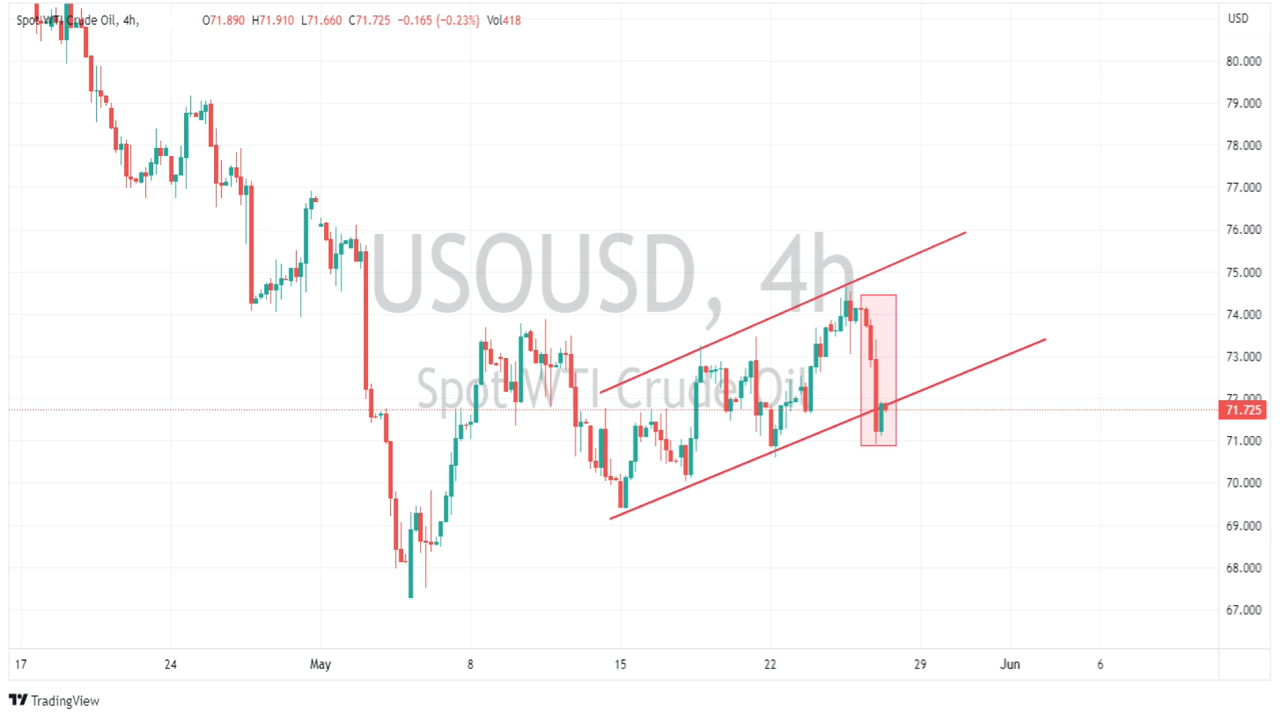 Spot WTI Crude Oil, 4h, O71.890 H71.910 L71.660 C71.725 −0.165 (−0.23%) Vol418
USD
80.000
79.000
78.000
77.000
76.000
75.000
74.000
73.000
72.000
71.725
71.000
70.000
69.000
68.000
67.000
USOUSD, 4h
Spot WTI Crude Oil
17 24 May 8 15 22 29 Jun 6
TradingView